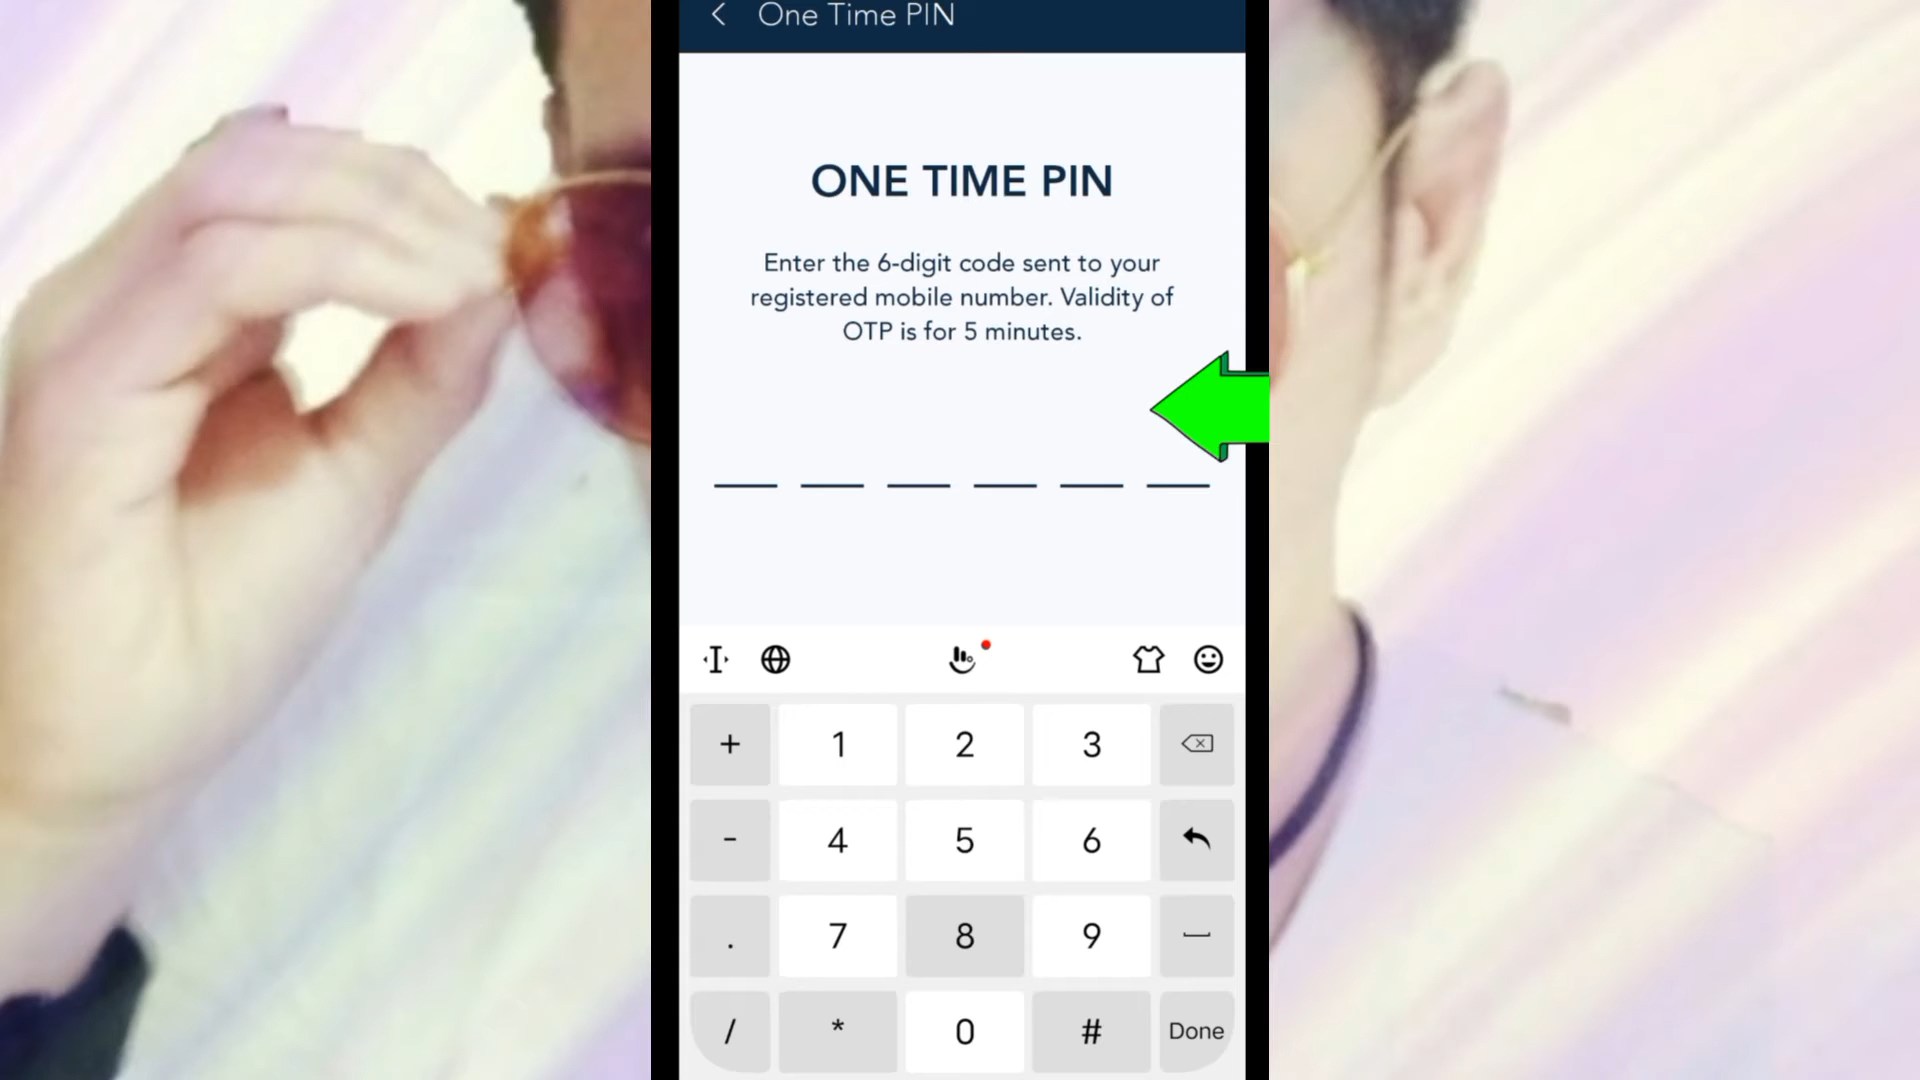 One Time PIN
ONE TIME PIN
Enter the 6-digit code sent to your
registered mobile number. Validity of
OTP is for 5 minutes.
+ 1 2 3
- 4 5 6
. 7 8 9
/ * 0 # Done